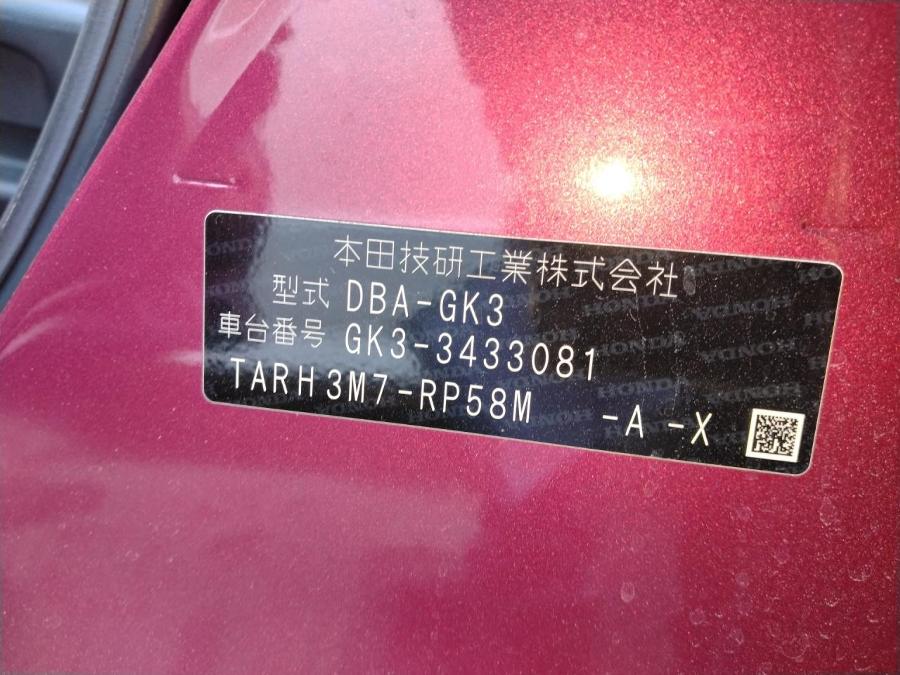 本田技研工業株式会社
型式 DBA-GK3
車台番号 GK3-3433081
TARH3M7-RP58M -A -X